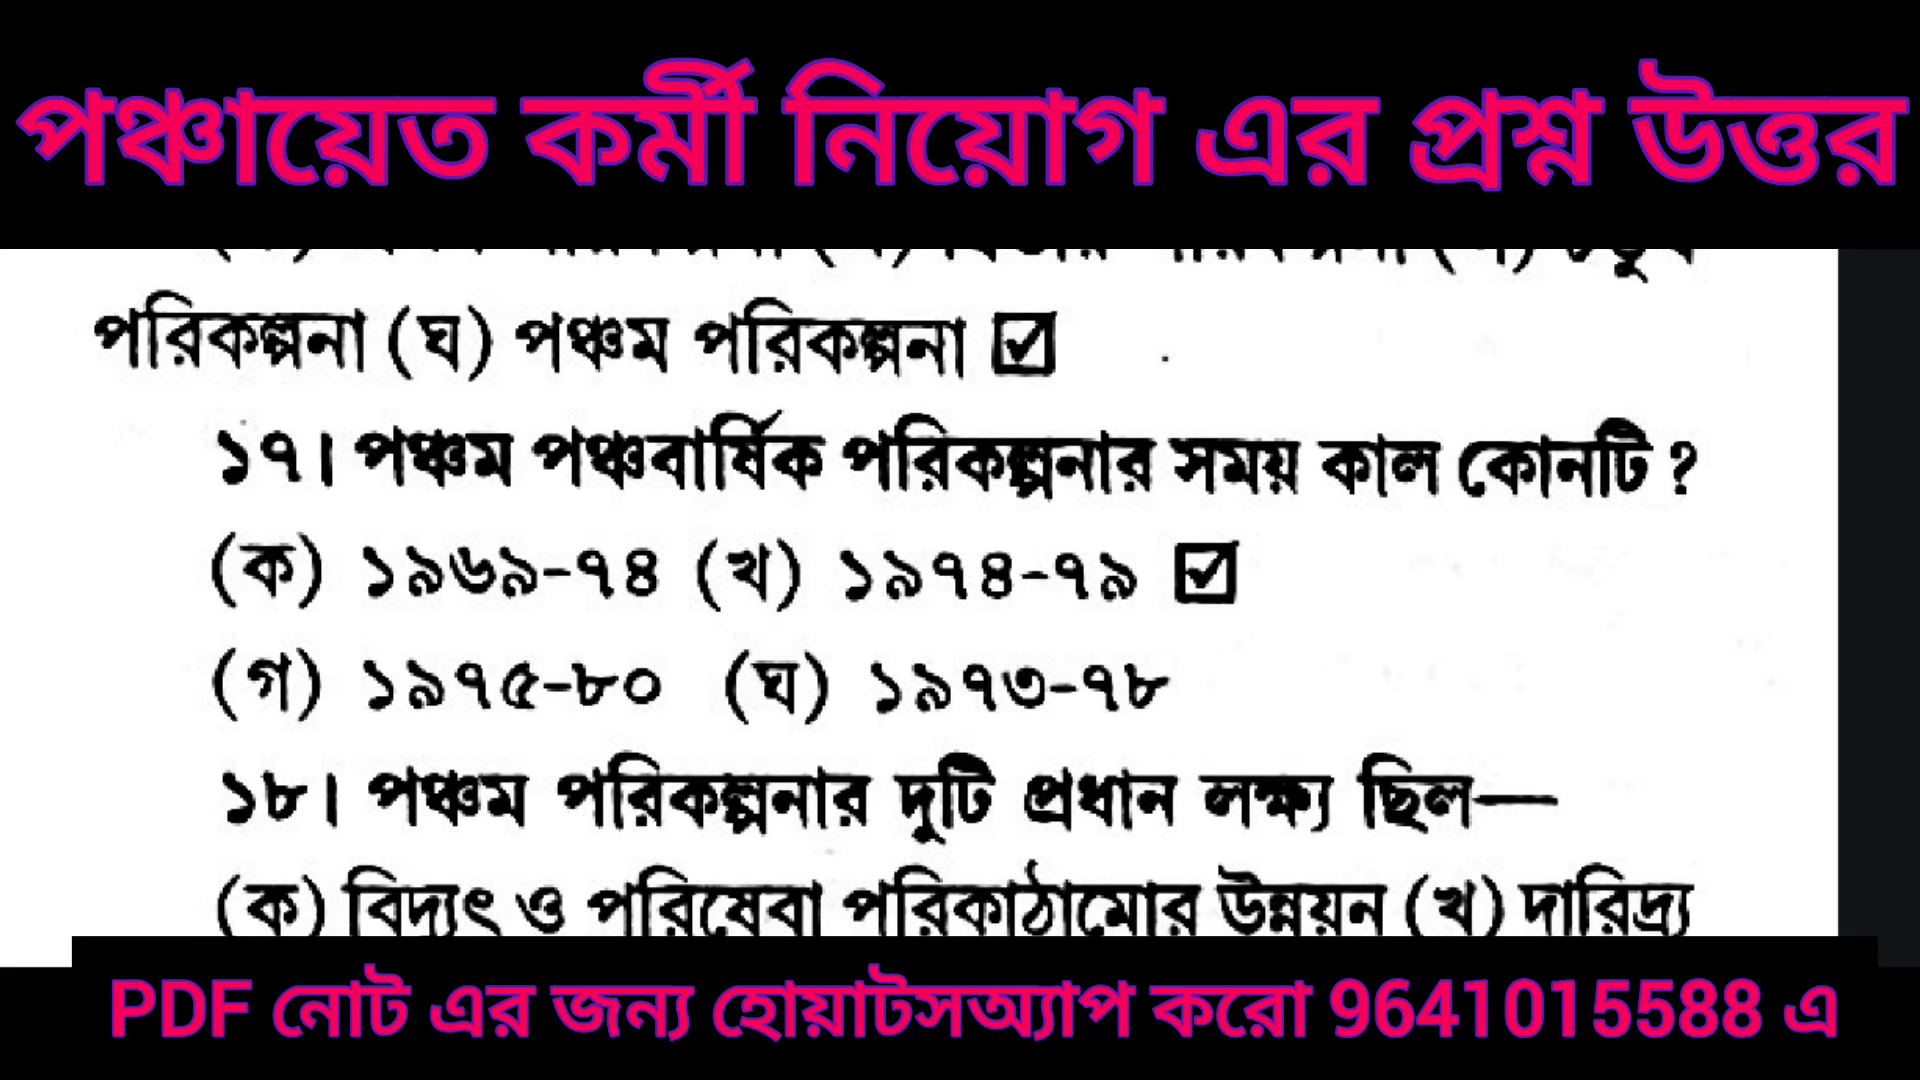 পঞ্চায়েত কর্মী নিয়োগ এর প্রশ্ন উত্তর
পরিকল্পনা (ঘ) পঞ্চম পরিকল্পনা ☑
১৭। পঞ্চম পঞ্চবার্ষিক পরিকল্পনার সময় কাল কোনটি ?
(ক) ১৯৬৯-৭৪ (খ) ১৯৭৪-৭৯ ☑
(গ) ১৯৭৫-৮০ (ঘ) ১৯৭৩-৭৮
১৮। পঞ্চম পরিকল্পনার দুটি প্রধান লক্ষ্য ছিল—
(ক) বিদ্যুৎ ও পরিষেবা পরিকাঠামোর উন্নয়ন (খ) দারিদ্র্য
PDF নোট এর জন্য হোয়াটসঅ্যাপ করো 9641015588 এ